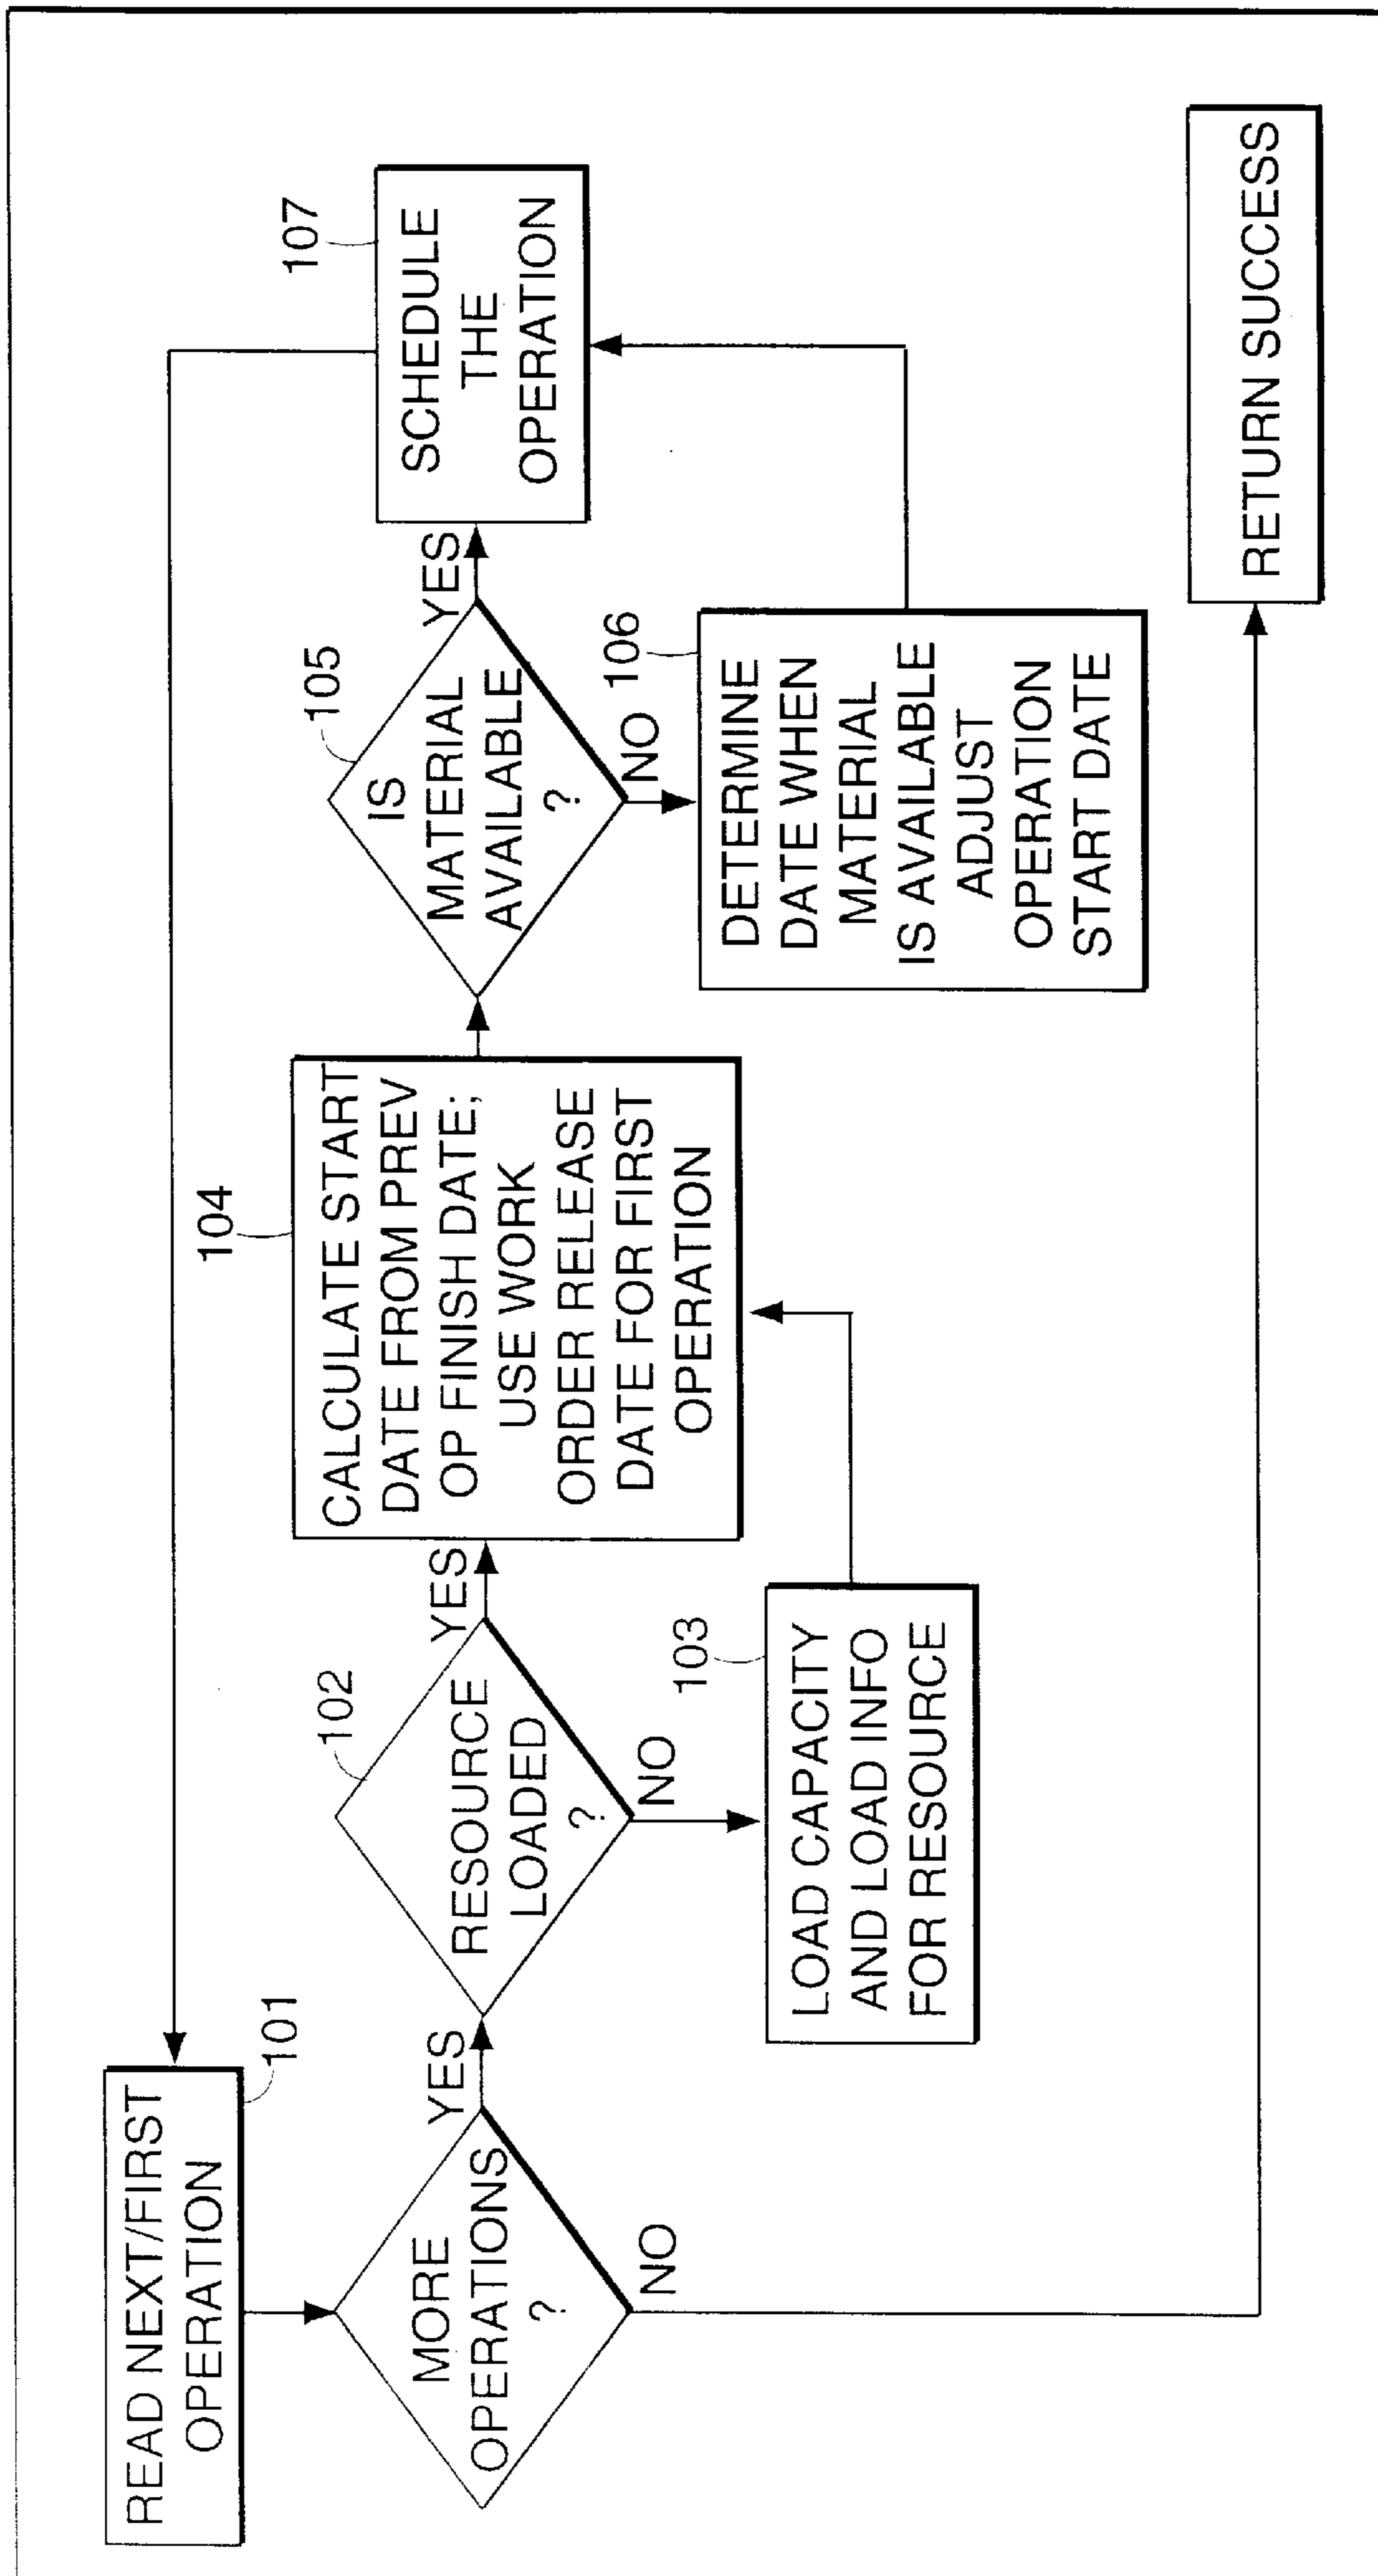 READ NEXT/FIRST
OPERATION
101
MORE
OPERATIONS
?
YES
NO
RESOURCE
LOADED
?
102
YES
NO
LOAD CAPACITY
AND LOAD INFO
FOR RESOURCE
103
CALCULATE START
DATE FROM PREV
OP FINISH DATE;
USE WORK
ORDER RELEASE
DATE FOR FIRST
OPERATION
104
IS
MATERIAL
AVAILABLE
?
105
YES
NO
DETERMINE
DATE WHEN
MATERIAL
IS AVAILABLE
ADJUST
OPERATION
START DATE
106
SCHEDULE
THE
OPERATION
107
RETURN SUCCESS